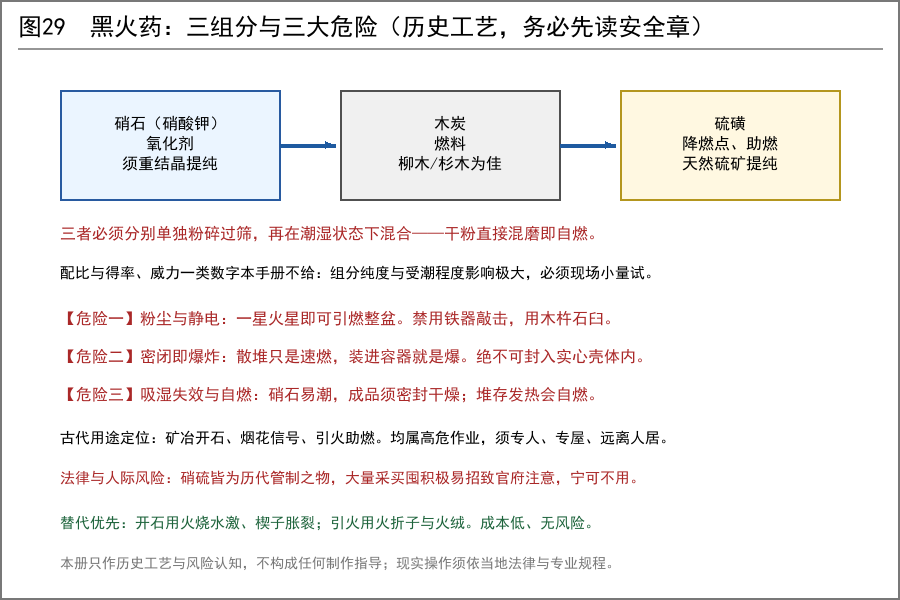 图29　黑火药：三组分与三大危险（历史工艺，务必先读安全章）
硝石（硝酸钾）
氧化剂
须重结晶提纯
木炭
燃料
柳木/杉木为佳
硫磺
降燃点、助燃
天然硫矿提纯
三者必须分别单独粉碎过筛，再在潮湿状态下混合——干粉直接混磨即自燃。
配比与得率、威力一类数字本手册不给：组分纯度与受潮程度影响极大，必须现场小量试。
【危险一】粉尘与静电：一星火星即可引燃整盆。禁用铁器敲击，用木杵石臼。
【危险二】密闭即爆炸：散堆只是速燃，装进容器就是爆。绝不可封入实心壳体内。
【危险三】吸湿失效与自燃：硝石易潮，成品须密封干燥；堆存发热会自燃。
古代用途定位：矿冶开石、烟花信号、引火助燃。均属高危作业，须专人、专屋、远离人居。
法律与人际风险：硝硫皆为历代管制之物，大量采买囤积极易招致官府注意，宁可不用。
替代优先：开石用火烧水激、楔子胀裂；引火用火折子与火绒。成本低、无风险。
本册只作历史工艺与风险认知，不构成任何制作指导；现实操作须依当地法律与专业规程。